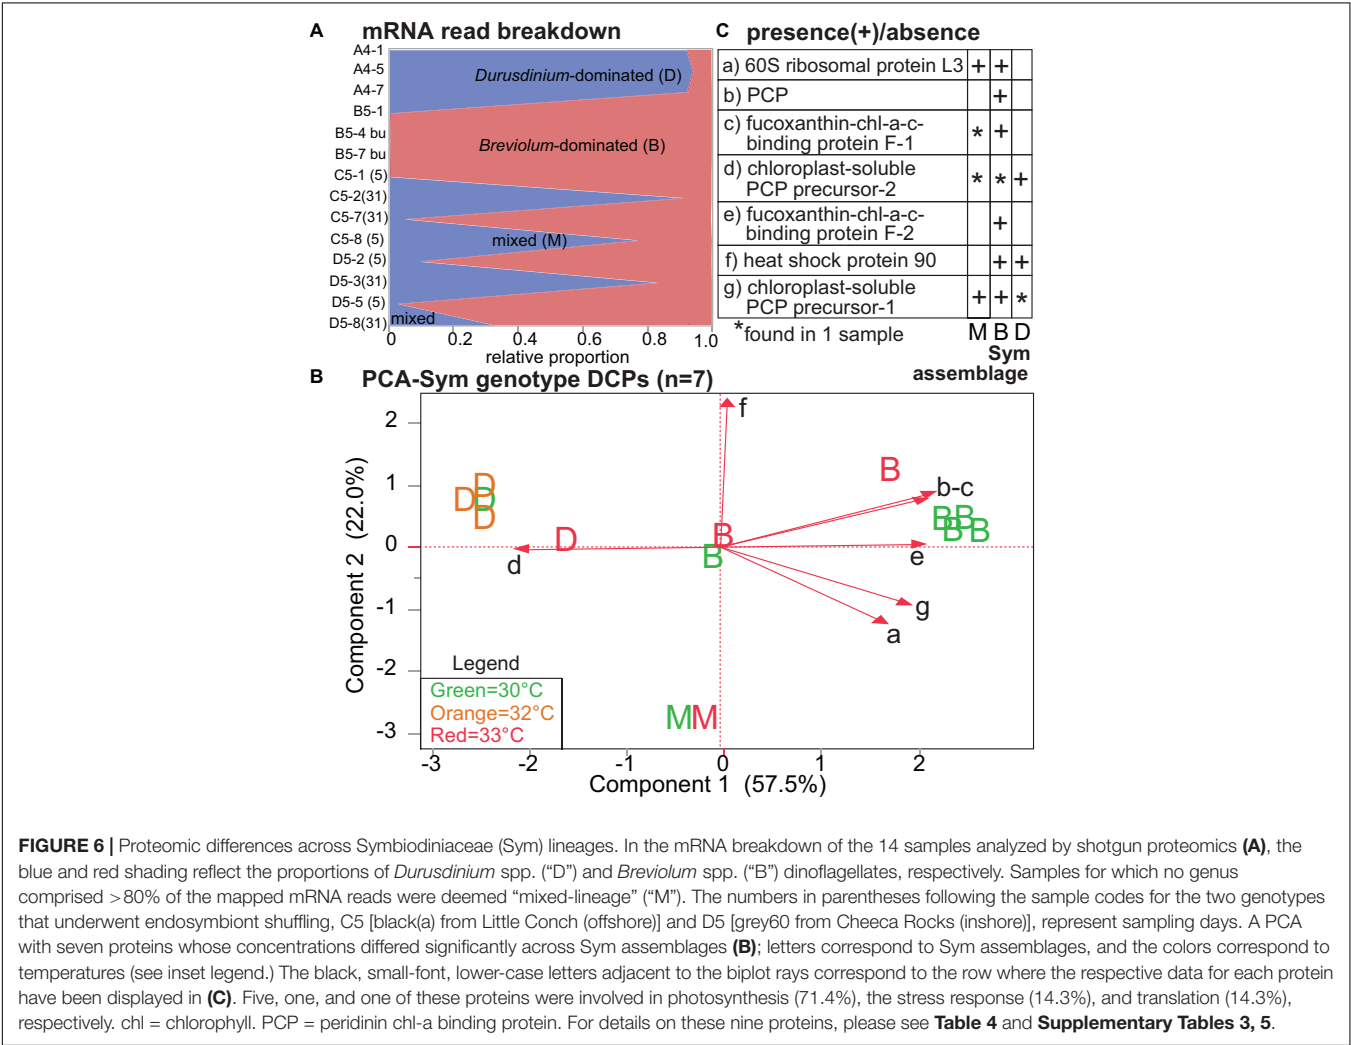 A mRNA read breakdown
A4-1
A4-5
A4-7
B5-1
B5-4 bu
B5-7 bu
C5-1 (5)
C5-2(31)
C5-7(31)
C5-8 (5)
D5-2 (5)
D5-3(31)
D5-5 (5)
D5-8(31)
Durusdinium-dominated (D)
Breviolum-dominated (B)
mixed (M)
mixed
0 0.2 0.4 0.6 0.8 1.0
relative proportion
C presence(+)/absence
a) 60S ribosomal protein L3 + +
b) PCP +
c) fucoxanthin-chl-a-c-
binding protein F-1 * +
d) chloroplast-soluble
PCP precursor-2 * * +
e) fucoxanthin-chl-a-c-
binding protein F-2 +
f) heat shock protein 90 + +
g) chloroplast-soluble
PCP precursor-1 + + *
*found in 1 sample M B D
Sym
assemblage
B PCA-Sym genotype DCPs (n=7)
Component 2 (22.0%)
2
1
0
-1
-2
-3
f
B
b-c
B B B B
D D D D
D
B
B
d
e
g
a
M M
Legend
Green=30°C
Orange=32°C
Red=33°C
-3 -2 -1 0 1 2
Component 1 (57.5%)
FIGURE 6 | Proteomic differences across Symbiodiniaceae (Sym) lineages. In the mRNA breakdown of the 14 samples analyzed by shotgun proteomics (A), the
blue and red shading reflect the proportions of Durusdinium spp. (“D”) and Breviolum spp. (“B”) dinoflagellates, respectively. Samples for which no genus
comprised >80% of the mapped mRNA reads were deemed “mixed-lineage” (“M”). The numbers in parentheses following the sample codes for the two genotypes
that underwent endosymbiont shuffling, C5 [black(a) from Little Conch (offshore)] and D5 [grey60 from Cheeca Rocks (inshore)], represent sampling days. A PCA
with seven proteins whose concentrations differed significantly across Sym assemblages (B); letters correspond to Sym assemblages, and the colors correspond to
temperatures (see inset legend.) The black, small-font, lower-case letters adjacent to the biplot rays correspond to the row where the respective data for each protein
have been displayed in (C). Five, one, and one of these proteins were involved in photosynthesis (71.4%), the stress response (14.3%), and translation (14.3%),
respectively. chl = chlorophyll. PCP = peridinin chl-a binding protein. For details on these nine proteins, please see Table 4 and Supplementary Tables 3, 5.